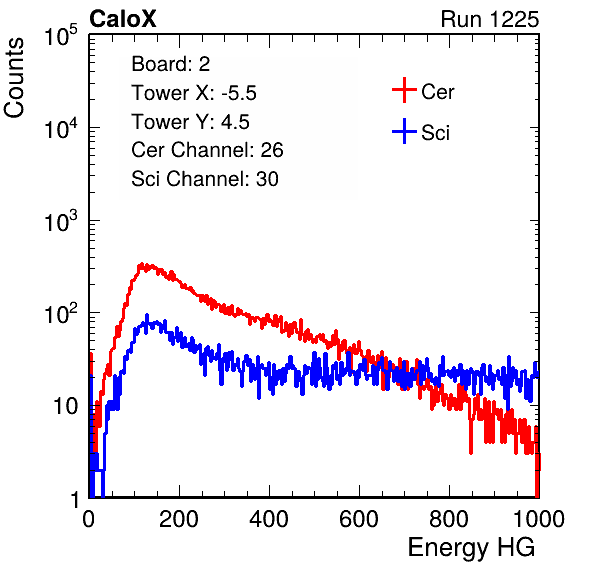 CaloX Run 1225
Counts
10^5
10^4
10^3
10^2
10
1
Board: 2
Tower X: -5.5
Tower Y: 4.5
Cer Channel: 26
Sci Channel: 30
Cer
Sci
0 200 400 600 800 1000
Energy HG